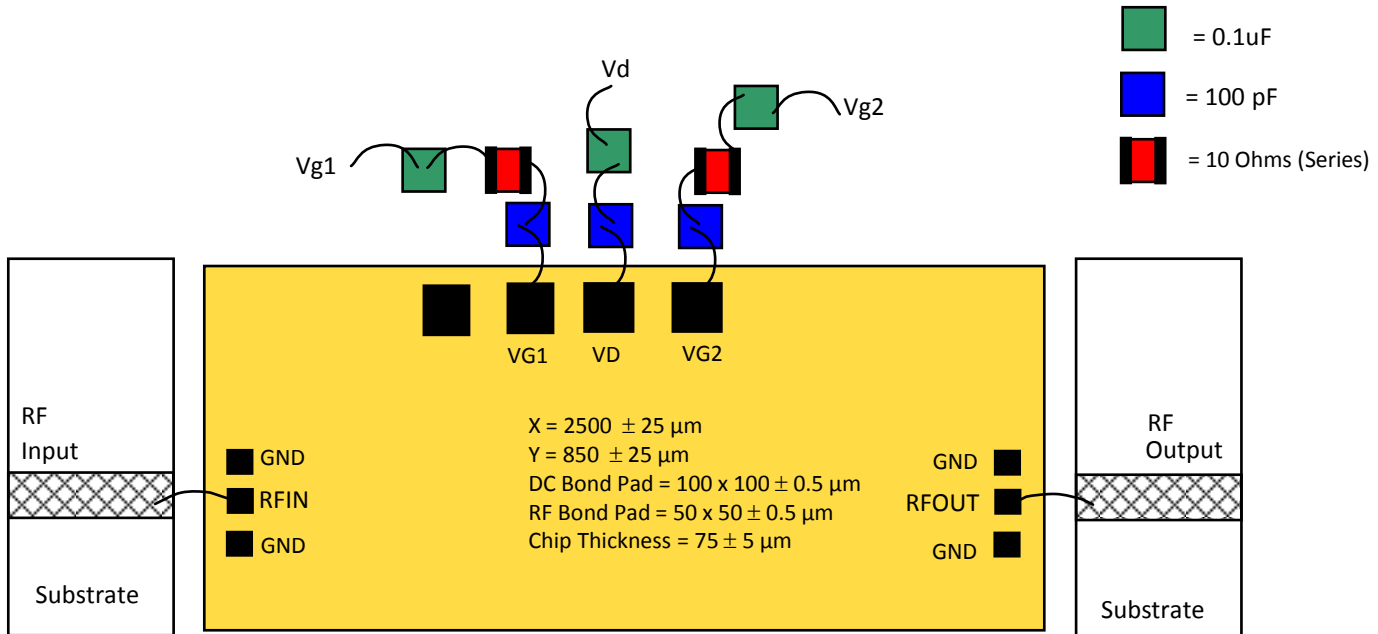 = 0.1uF
Vd
= 100 pF
Vg2
Vg1
= 10 Ohms (Series)
VG1
VD
VG2
RF
Input
X = 2500 ± 25 µm
Y = 850 ± 25 µm
DC Bond Pad = 100 x 100 ± 0.5 µm
RF Bond Pad = 50 x 50 ± 0.5 µm
Chip Thickness = 75 ± 5 µm
RF
Output
GND
RFIN
GND
GND
RFOUT
GND
Substrate
Substrate